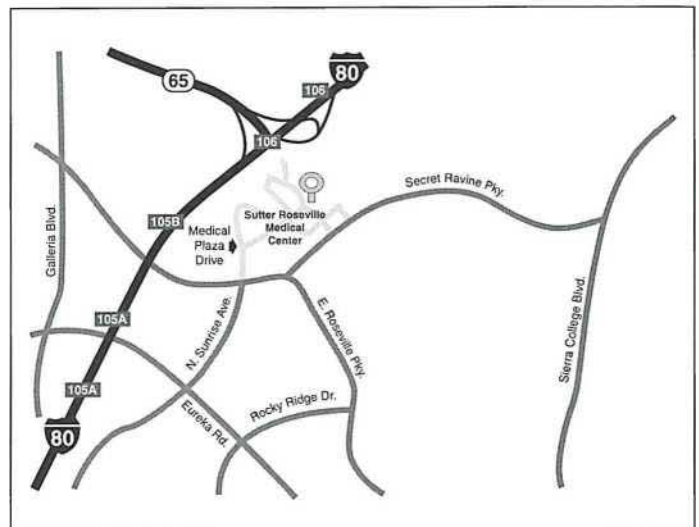 80
65
106
106
Secret Ravine Pky.
105B
Sutter Roseville
Medical
Center
Medical
Plaza
Drive
Galleria Blvd.
N. Sunrise Ave.
E. Roseville Pky.
Sierra College Blvd.
105A
105A
Eureka Rd.
Rocky Ridge Dr.
80